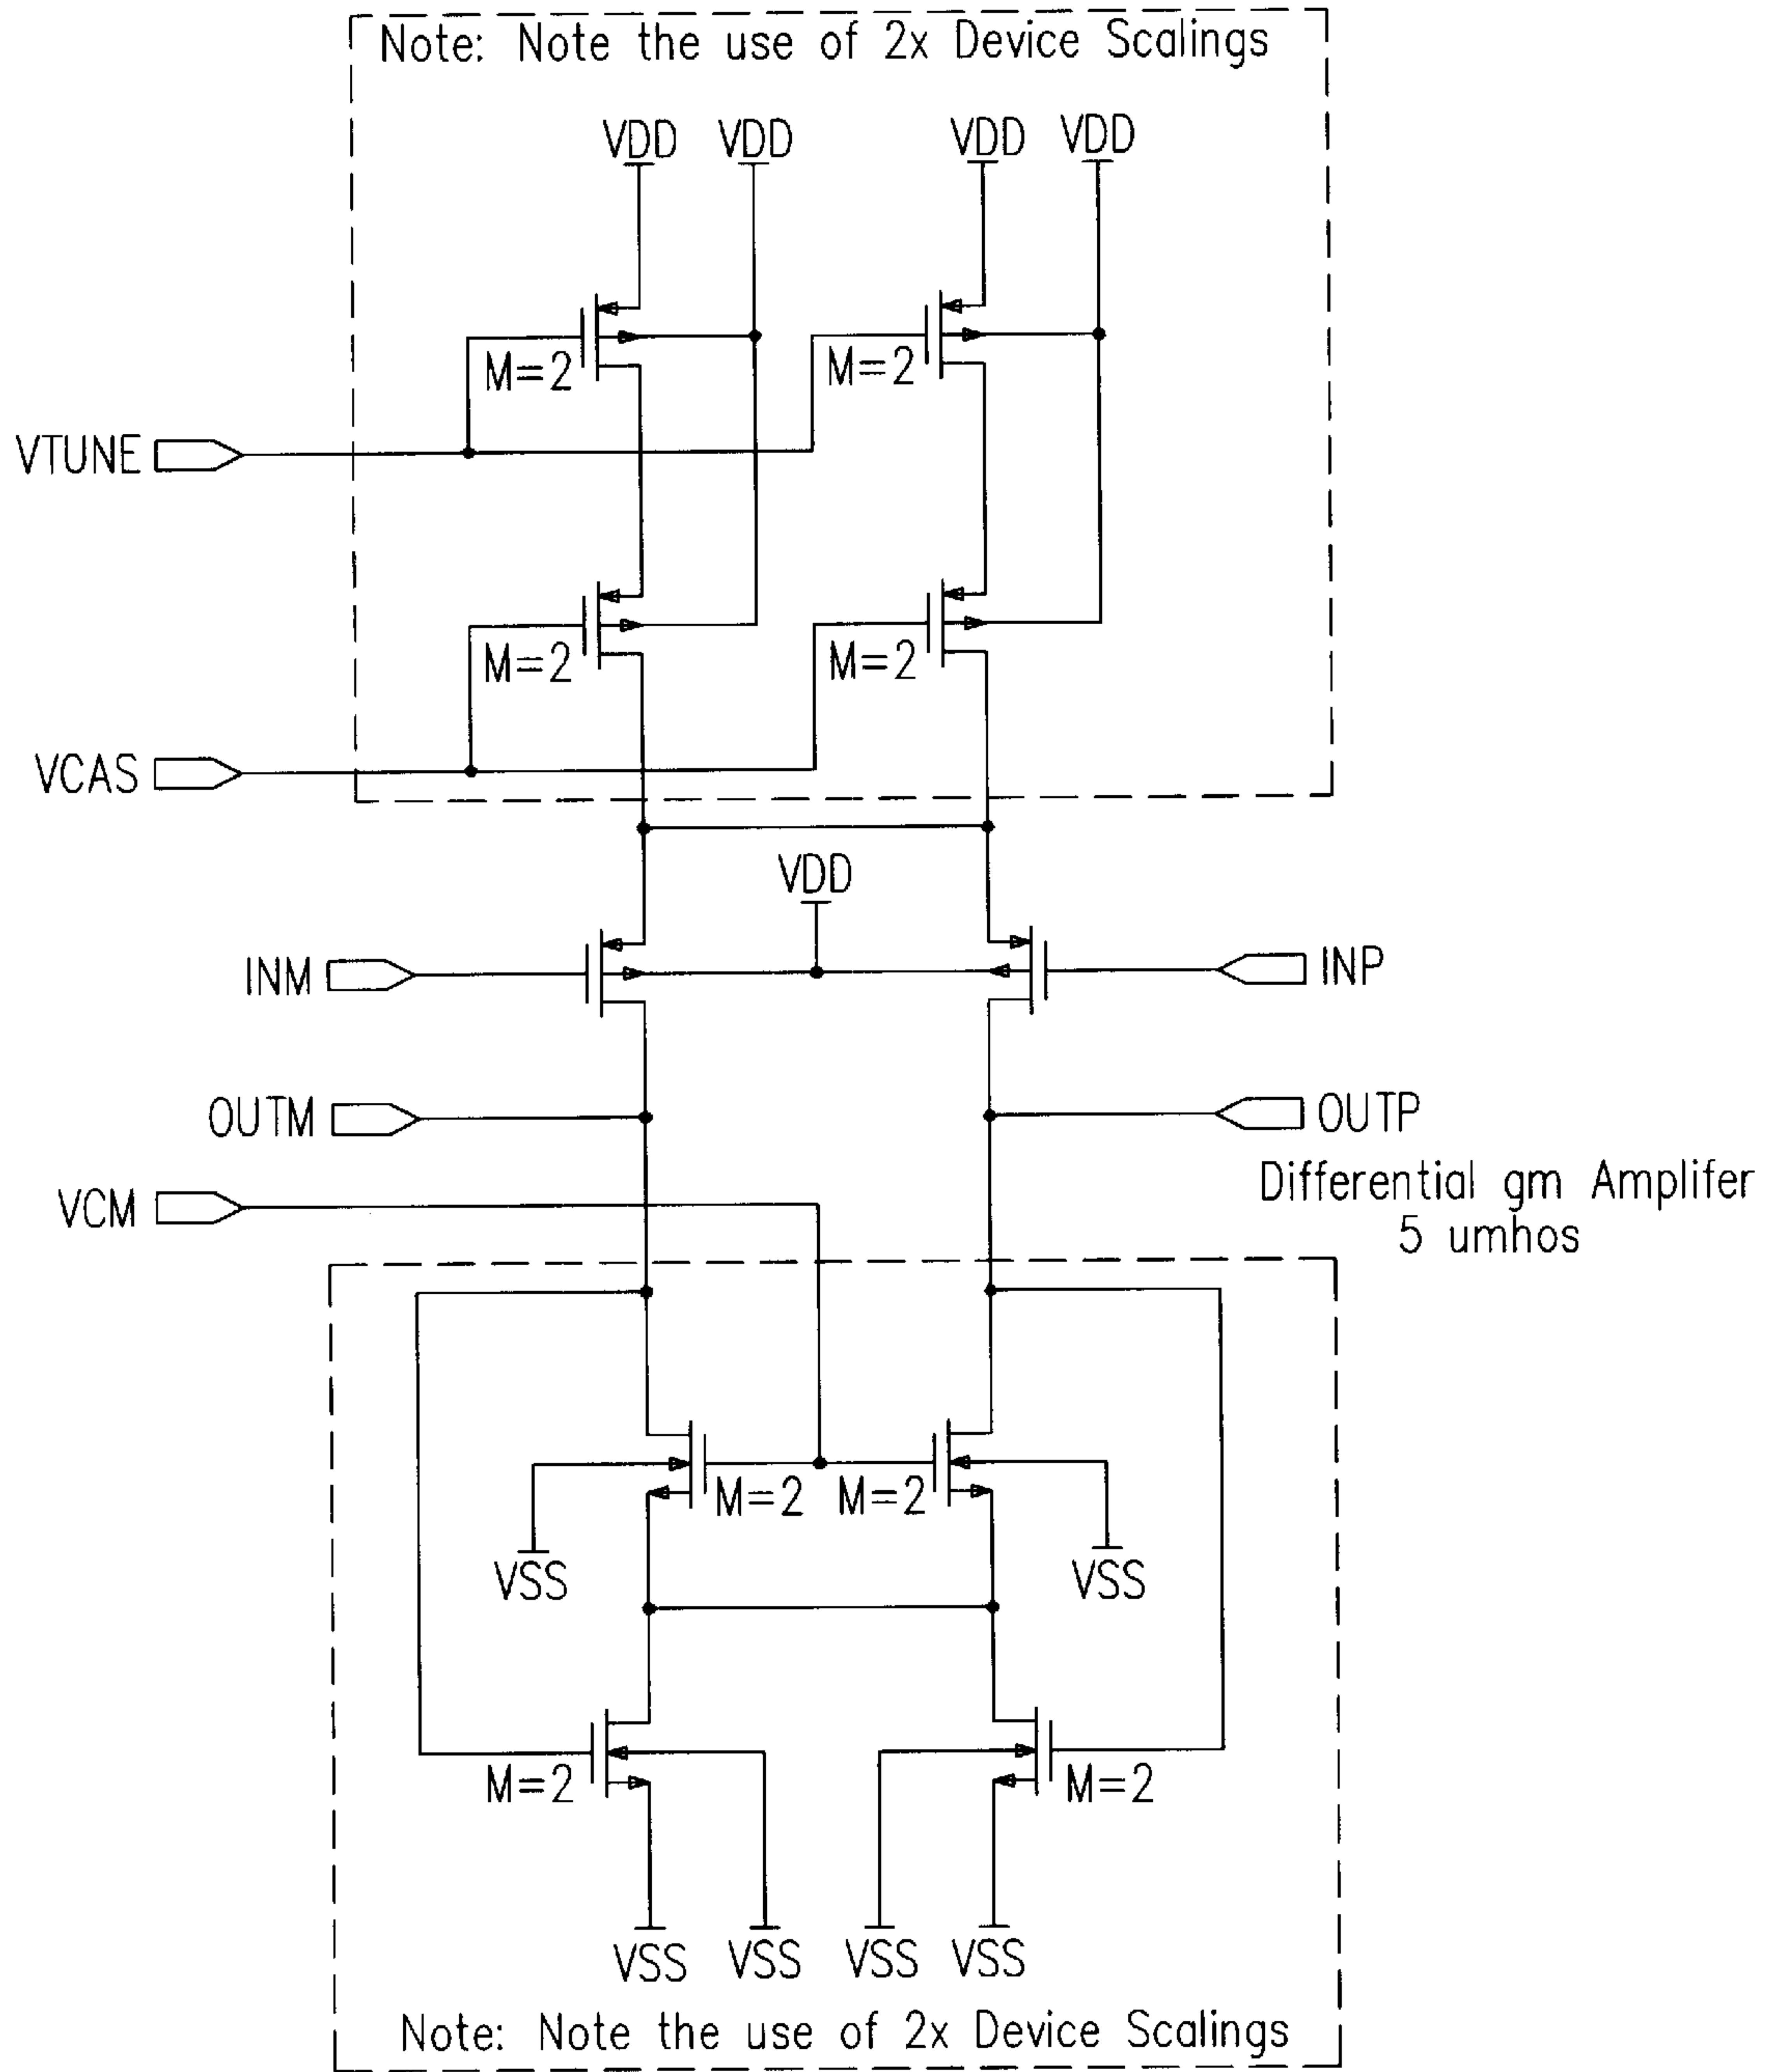 Note: Note the use of 2x Device Scalings
VDD VDD VDD VDD
M=2 M=2
VTUNE
M=2 M=2
VCAS
VDD
INM INP
OUTM OUTP
Differential gm Amplifer
VCM
5 umhos
M=2 M=2
VSS VSS
M=2 M=2
VSS VSS VSS VSS
Note: Note the use of 2x Device Scalings